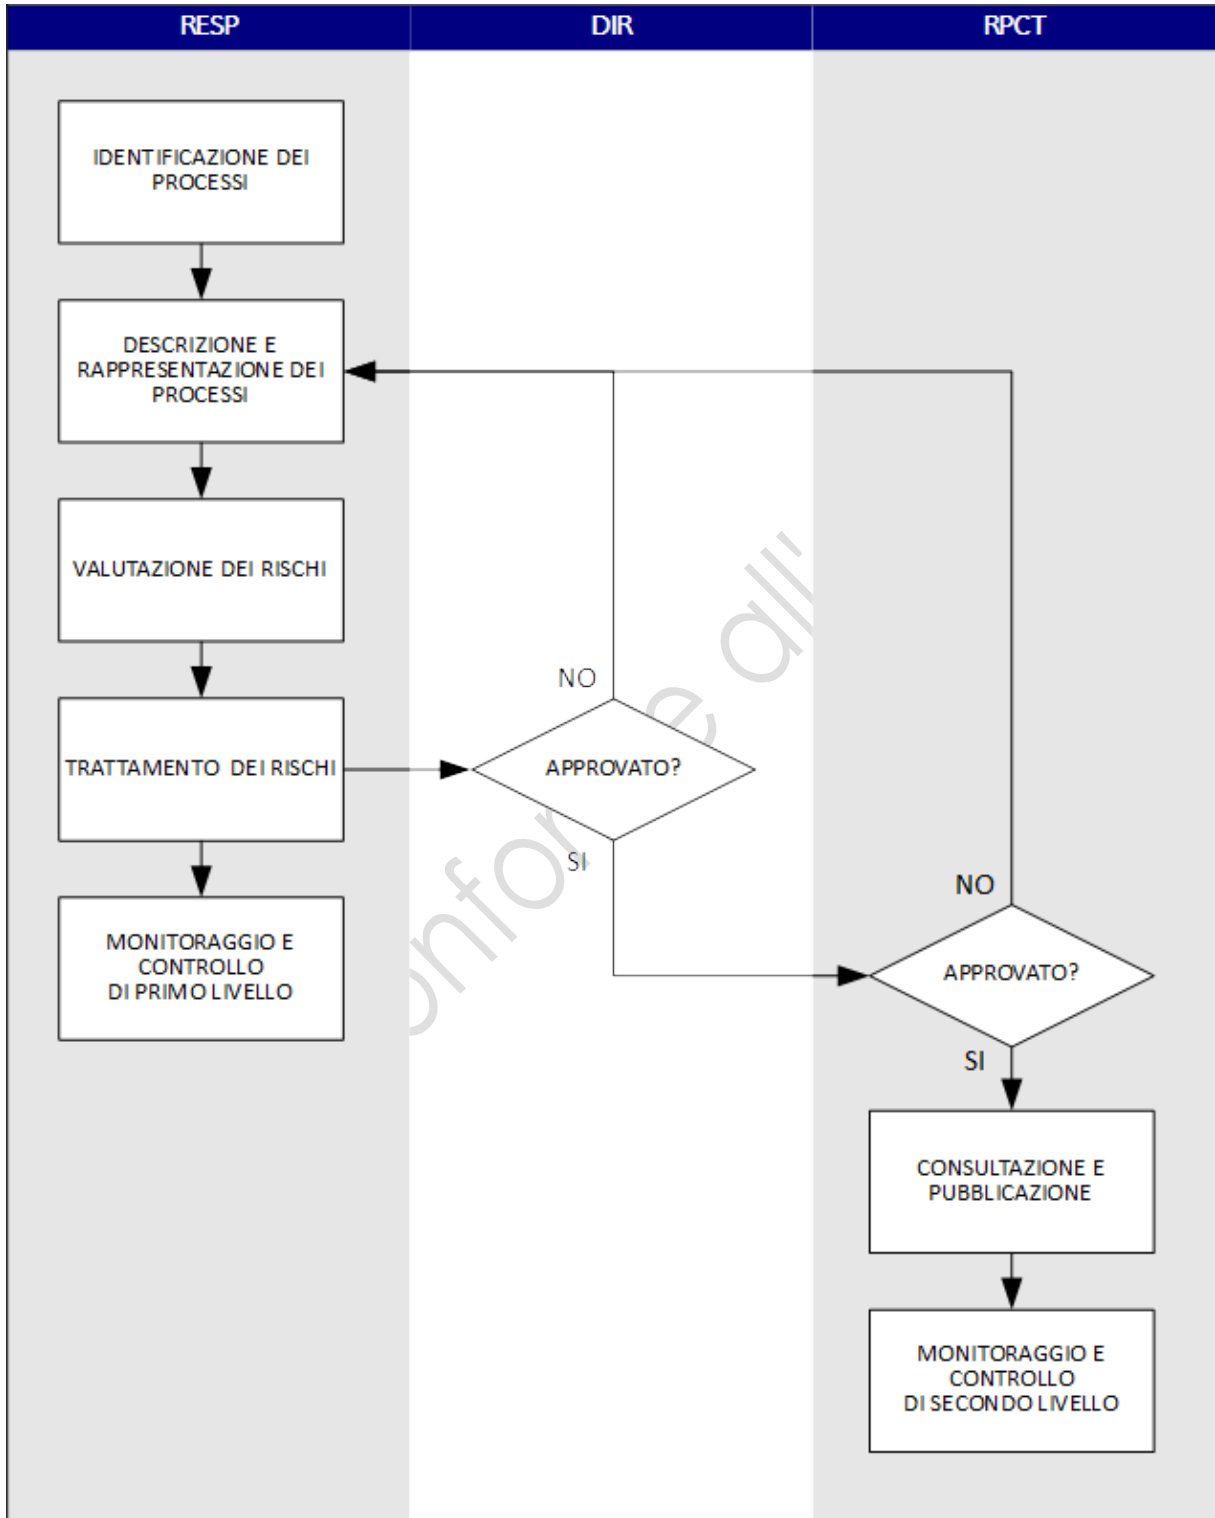 RESP
DIR
RPCT
IDENTIFICAZIONE DEI
PROCESSI
DESCRIZIONE E
RAPPRESENTAZIONE DEI
PROCESSI
VALUTAZIONE DEI RISCHI
NO
TRATTAMENTO DEI RISCHI
APPROVATO?
SI
MONITORAGGIO E
CONTROLLO
DI PRIMO LIVELLO
NO
APPROVATO?
SI
CONSULTAZIONE E
PUBBLICAZIONE
MONITORAGGIO E
CONTROLLO
DI SECONDO LIVELLO
all'